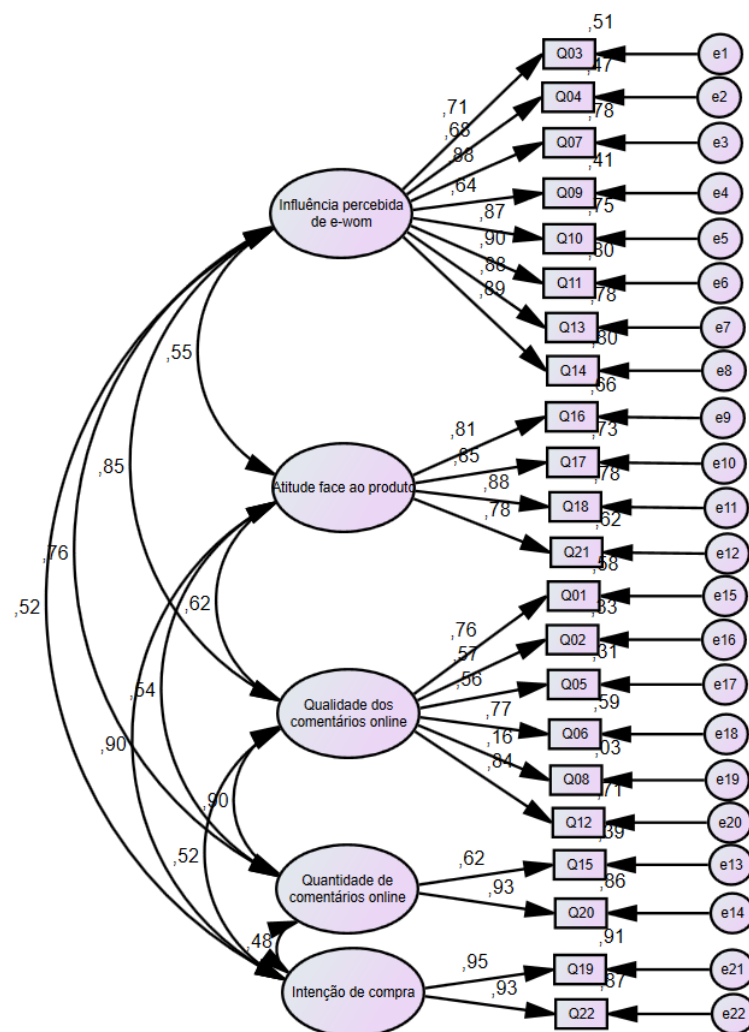 ,51
Q03
e1
,47
Q04
e2
,78
Q07
e3
,41
Q09
e4
,75
Q10
e5
,80
Q11
e6
,78
Q13
e7
,80
Q14
e8
,71
,68
,88
,64
,87
,90
,88
,89
Influência percebida
de e-wom
,66
Q16
e9
,73
Q17
e10
,78
Q18
e11
,62
Q21
e12
,81
,85
,88
,78
Atitude face ao produto
,55
,85
,76
,52
,58
Q01
e15
,33
Q02
e16
,31
Q05
e17
,59
Q06
e18
,03
Q08
e19
,71
Q12
e20
,76
,57
,56
,77
,16
,84
Qualidade dos
comentários online
,62
,54
,90
,39
Q15
e13
,86
Q20
e14
,62
,93
Quantidade de
comentários online
,90
,52
,48
,91
Q19
e21
,87
Q22
e22
,95
,93
Intenção de compra